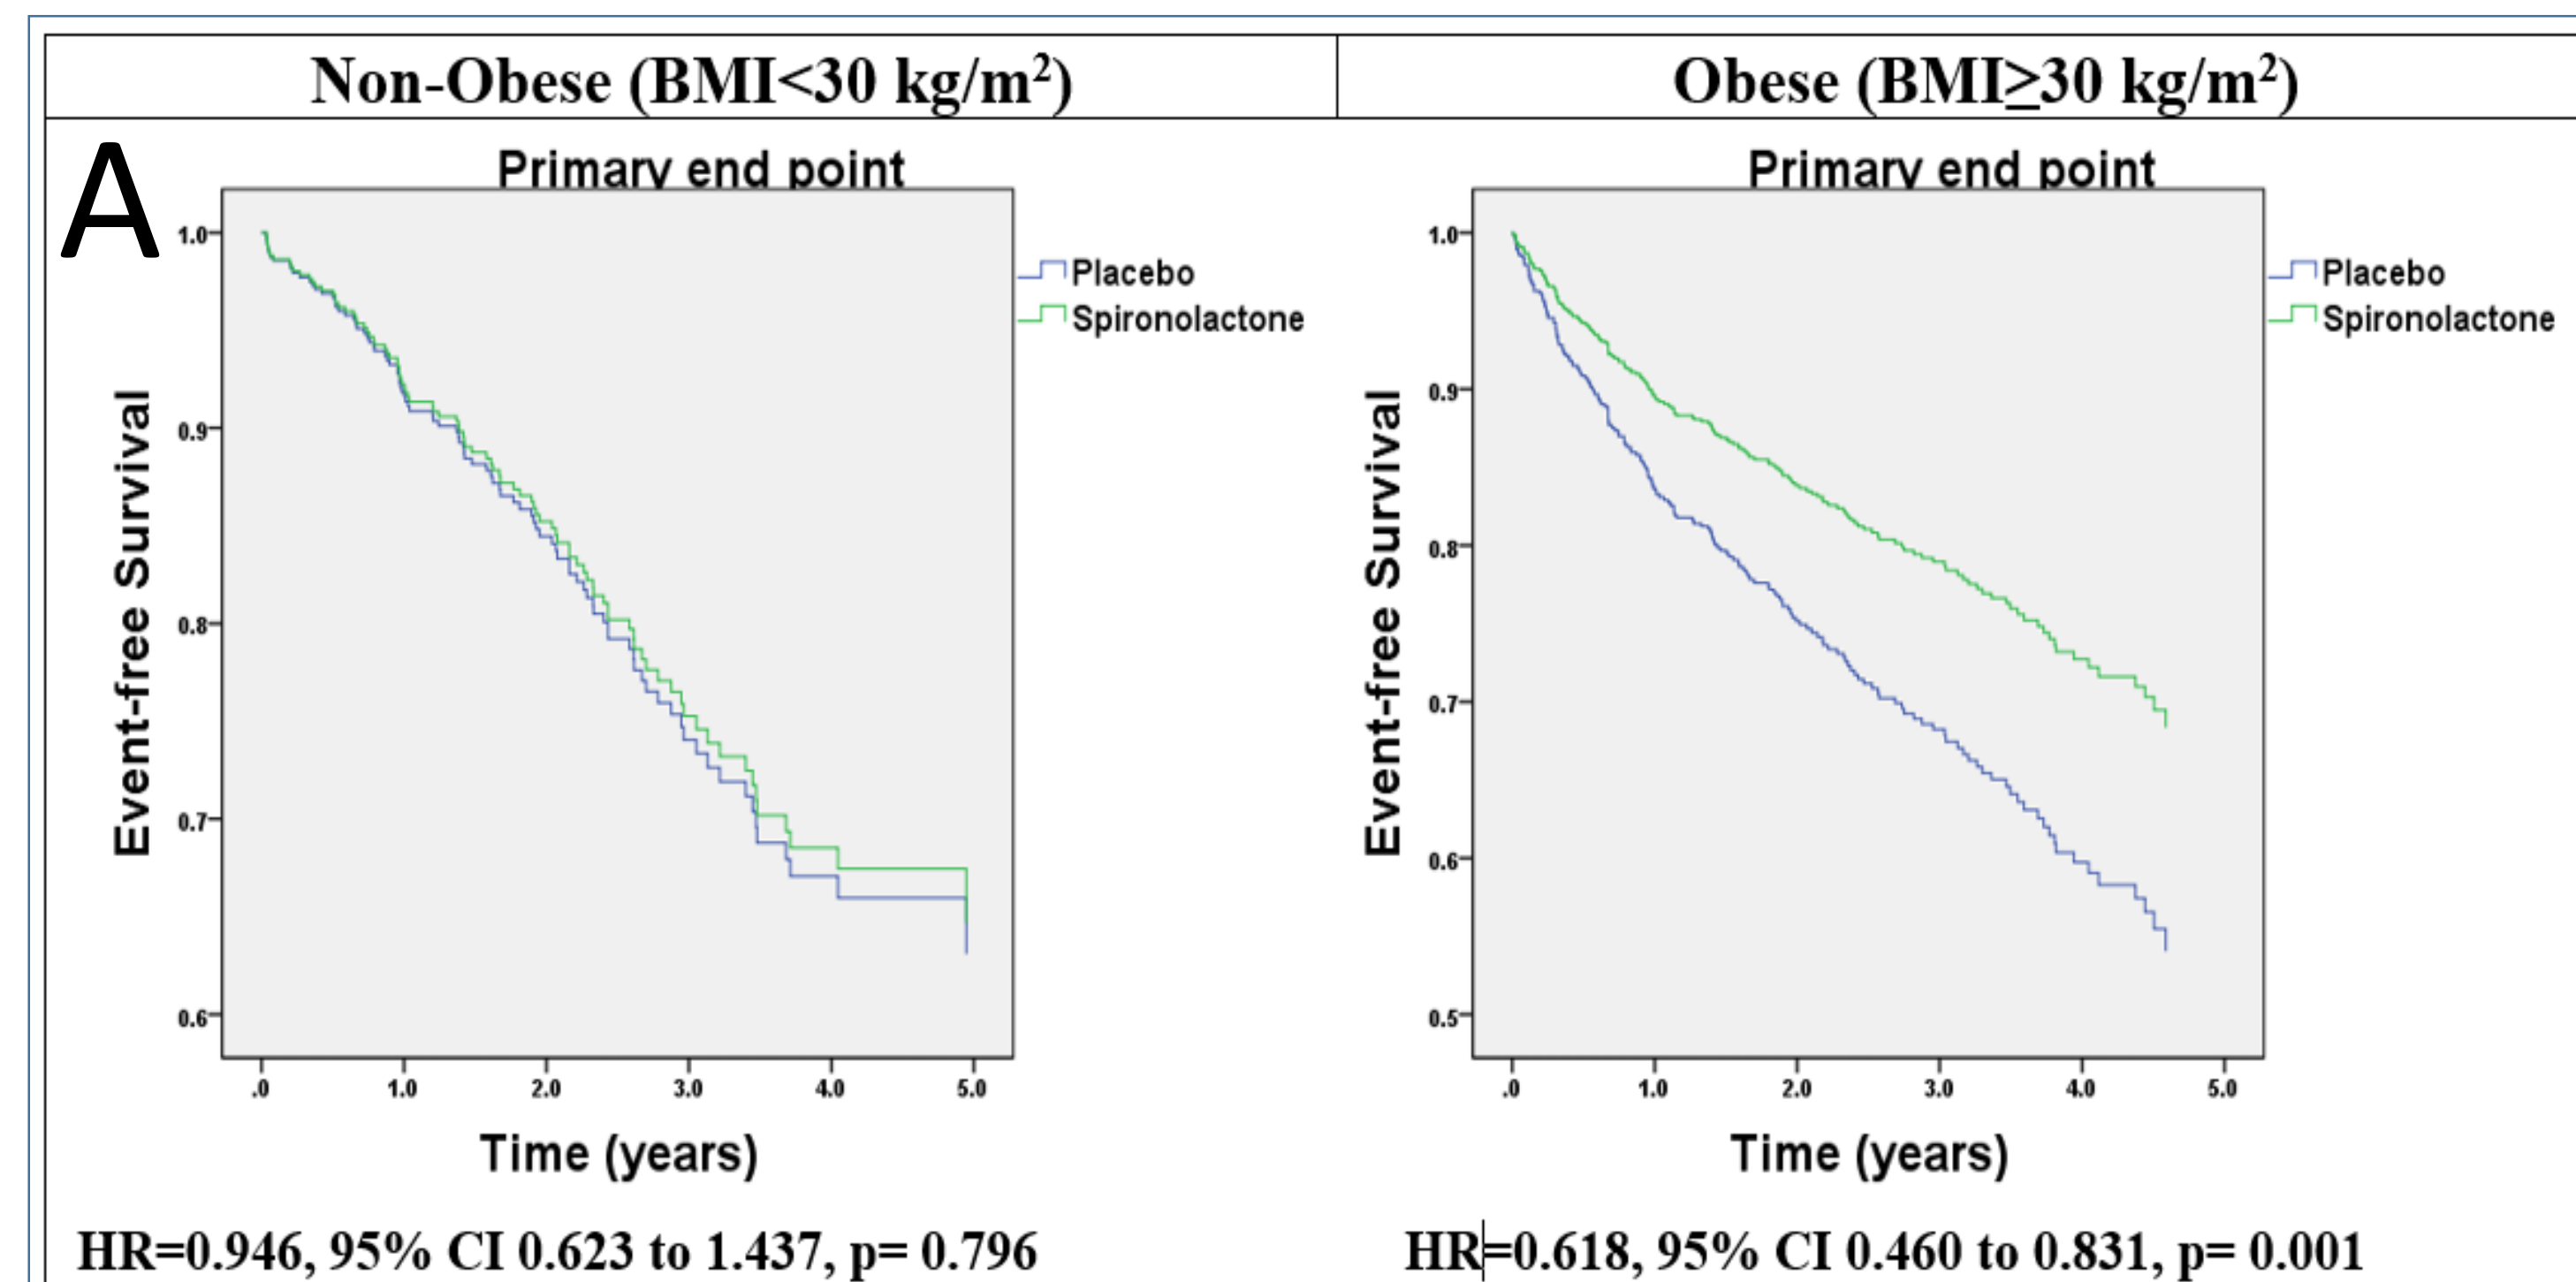 Non-Obese (BMI<30 kg/m²)
Obese (BMI≥30 kg/m²)
A
Primary end point
1.0
0.9
0.8
0.7
0.6
Event-free Survival
Placebo
Spironolactone
.0 1.0 2.0 3.0 4.0 5.0
Time (years)
HR=0.946, 95% CI 0.623 to 1.437, p= 0.796
Primary end point
1.0
0.9
0.8
0.7
0.6
0.5
Event-free Survival
Placebo
Spironolactone
.0 1.0 2.0 3.0 4.0 5.0
Time (years)
HR=0.618, 95% CI 0.460 to 0.831, p= 0.001